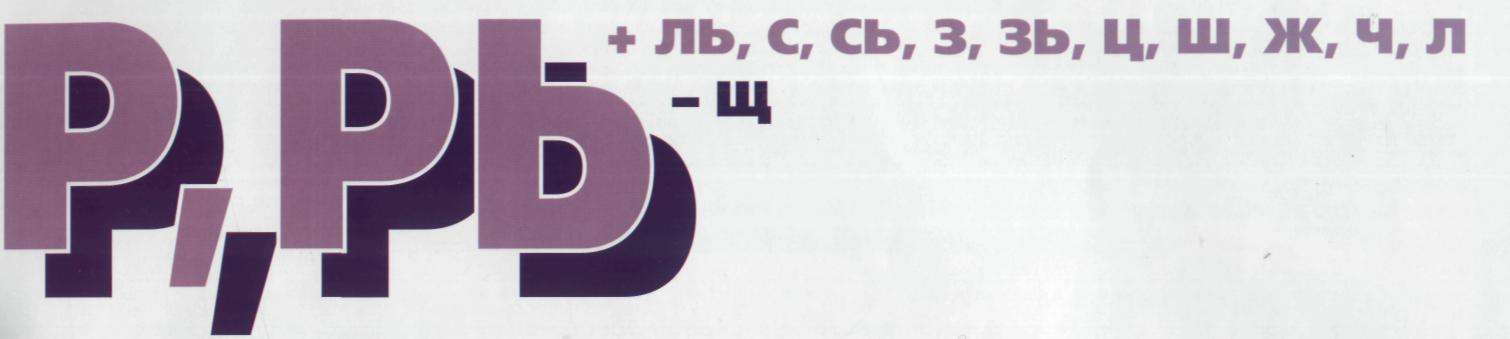 Р, РЬ
+ ЛЬ, С, СЬ, З, ЗЬ, Ц, Ш, Ж, Ч, Л
– Щ